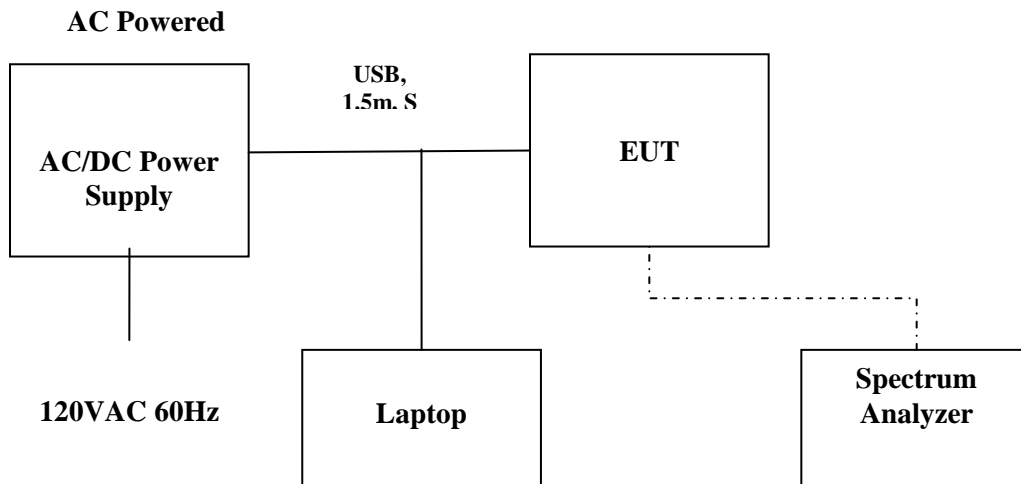 AC Powered
USB,
1.5m, S
AC/DC Power
Supply
EUT
120VAC 60Hz
Laptop
Spectrum
Analyzer